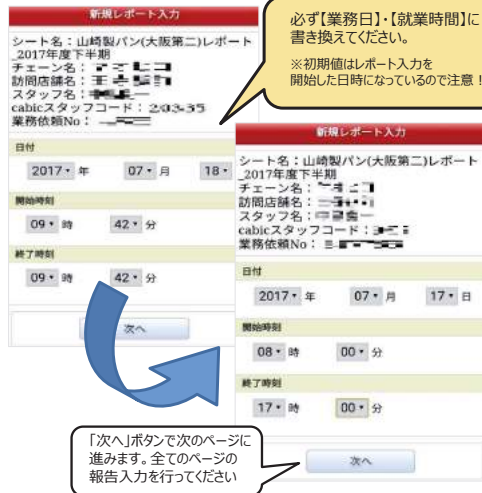 新規レポート入力
シート名：山崎製パン(大阪第二)レポート
_2017年度下半期
チェーン名：
訪問店舗名：
スタッフ名：
cabicスタッフコード：
業務依頼No：
日付
2017 年 07 月 18
開始時刻
09 時 42 分
終了時刻
09 時 42 分
次へ
必ず【業務日】・【就業時間】に
書き換えてください。
※初期値はレポート入力を
開始した日時になっているので注意！
新規レポート入力
シート名：山崎製パン(大阪第二)レポート
_2017年度下半期
チェーン名：
訪問店舗名：
スタッフ名：
cabicスタッフコード：
業務依頼No：
日付
2017 年 07 月 17 日
開始時刻
08 時 00 分
終了時刻
17 時 00 分
次へ
「次へ」ボタンで次のページに
進みます。全てのページの
報告入力を行ってください